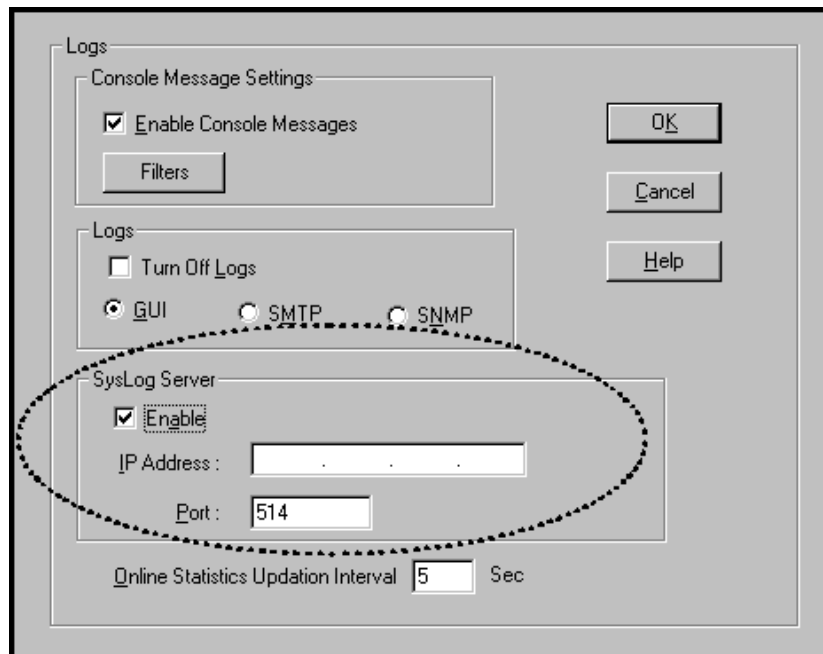 Logs
Console Message Settings
Enable Console Messages
Filters
OK
Cancel
Help
Logs
Turn Off Logs
GUI SMTP SNMP
SysLog Server
Enable
IP Address : . . .
Port : 514
Online Statistics Updation Interval 5 Sec